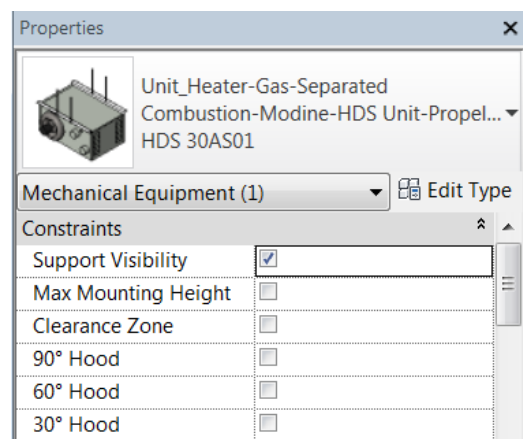 Properties
Unit_Heater-Gas-Separated
Combustion-Modine-HDS Unit-Propel...
HDS 30AS01
Mechanical Equipment (1)
Edit Type
Constraints
Support Visibility
Max Mounting Height
Clearance Zone
90° Hood
60° Hood
30° Hood